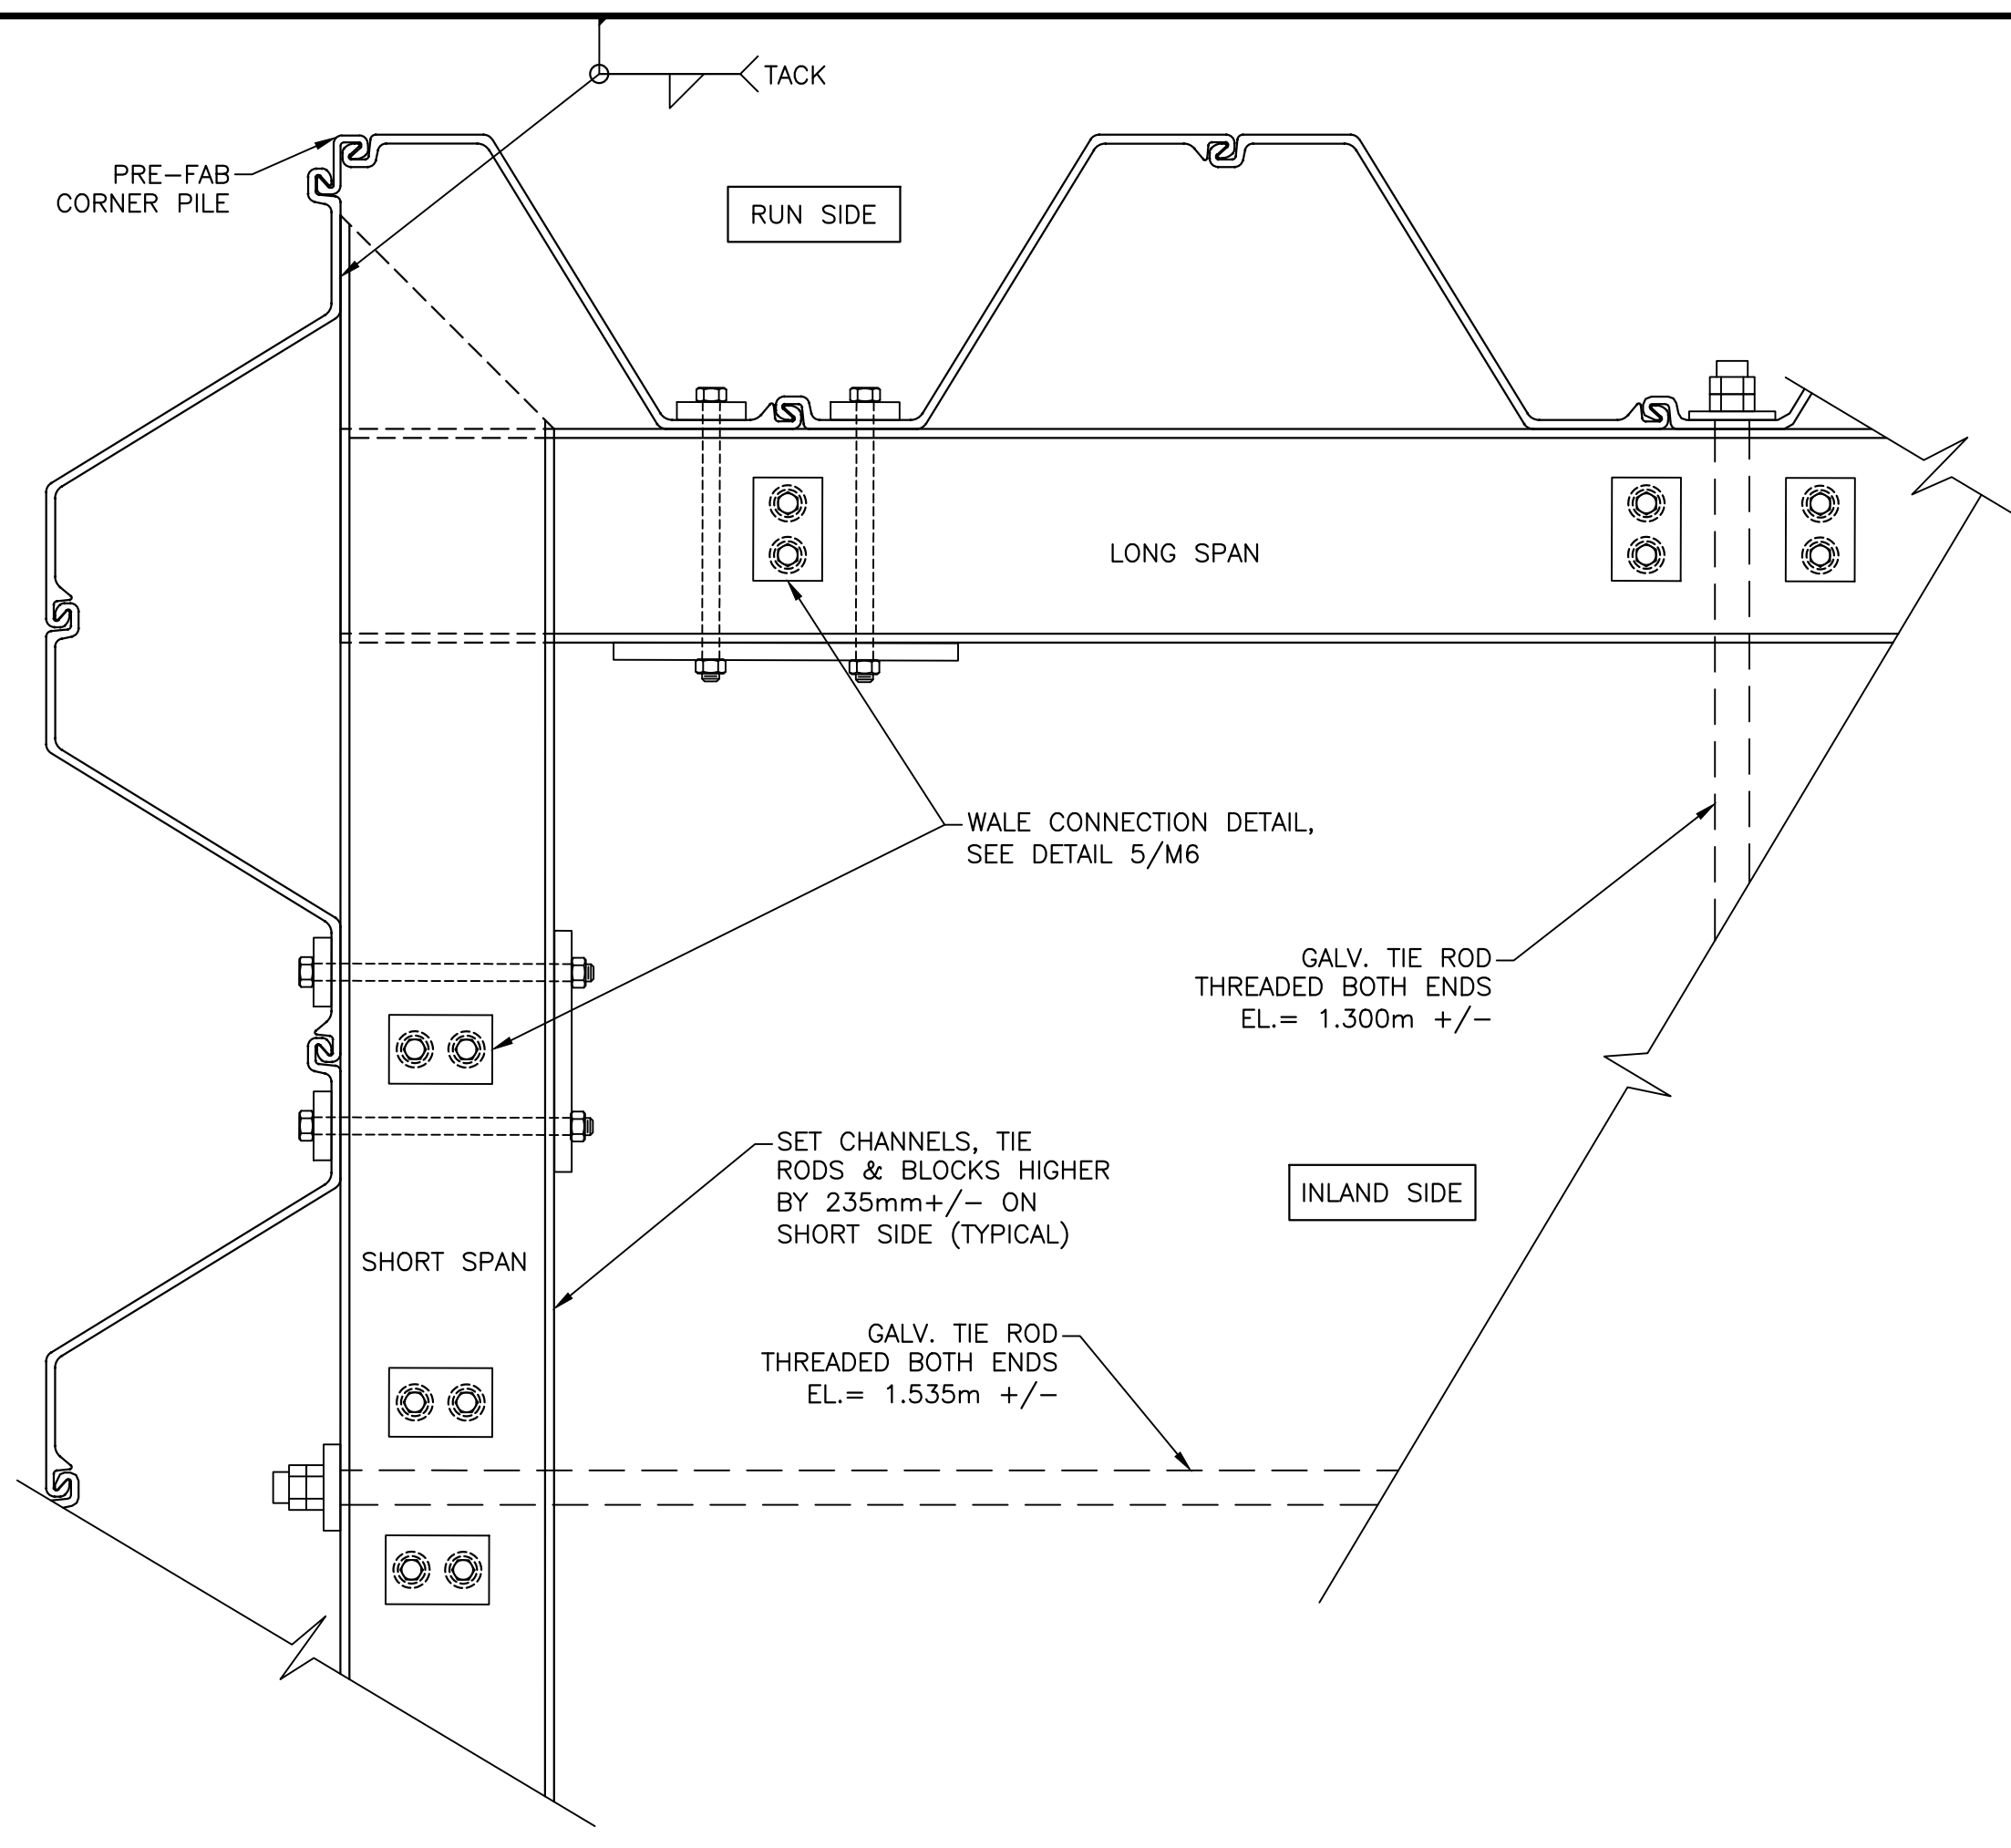 TACK
PRE-FAB
CORNER PILE
RUN SIDE
LONG SPAN
WALE CONNECTION DETAIL,
SEE DETAIL 5/M6
GALV. TIE ROD
THREADED BOTH ENDS
EL.= 1.300m +/-
SET CHANNELS, TIE
RODS & BLOCKS HIGHER
BY 235mm+/- ON
SHORT SIDE (TYPICAL)
INLAND SIDE
SHORT SPAN
GALV. TIE ROD
THREADED BOTH ENDS
EL.= 1.535m +/-